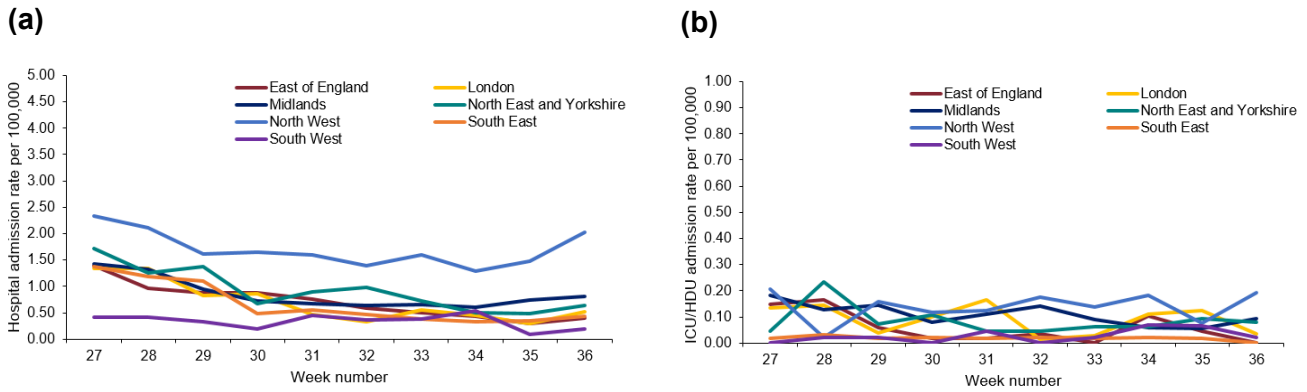 (a)
Hospital admission rate per 100,000
5.00
4.50
4.00
3.50
3.00
2.50
2.00
1.50
1.00
0.50
0.00
East of England
London
Midlands
North East and Yorkshire
North West
South East
South West
27 28 29 30 31 32 33 34 35 36
Week number
(b)
ICU/HDU admission rate per 100,000
1.00
0.90
0.80
0.70
0.60
0.50
0.40
0.30
0.20
0.10
0.00
East of England
London
Midlands
North East and Yorkshire
North West
South East
South West
27 28 29 30 31 32 33 34 35 36
Week number